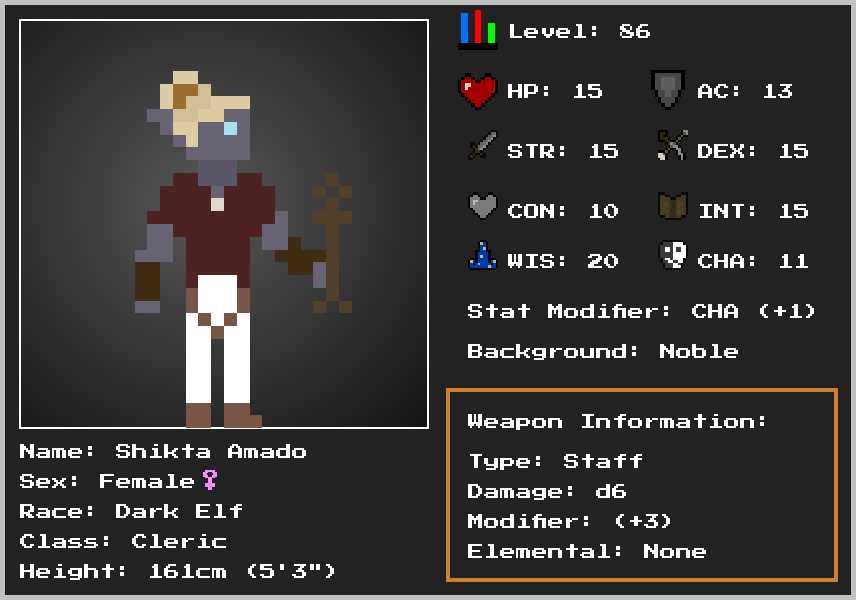 Level: 86
HP: 15 AC: 13
STR: 15 DEX: 15
CON: 10 INT: 15
WIS: 20 CHA: 11
Stat Modifier: CHA (+1)
Background: Noble
Weapon Information:
Type: Staff
Damage: d6
Modifier: (+3)
Elemental: None
Name: Shikta Amado
Sex: Female♀
Race: Dark Elf
Class: Cleric
Height: 161cm (5'3")